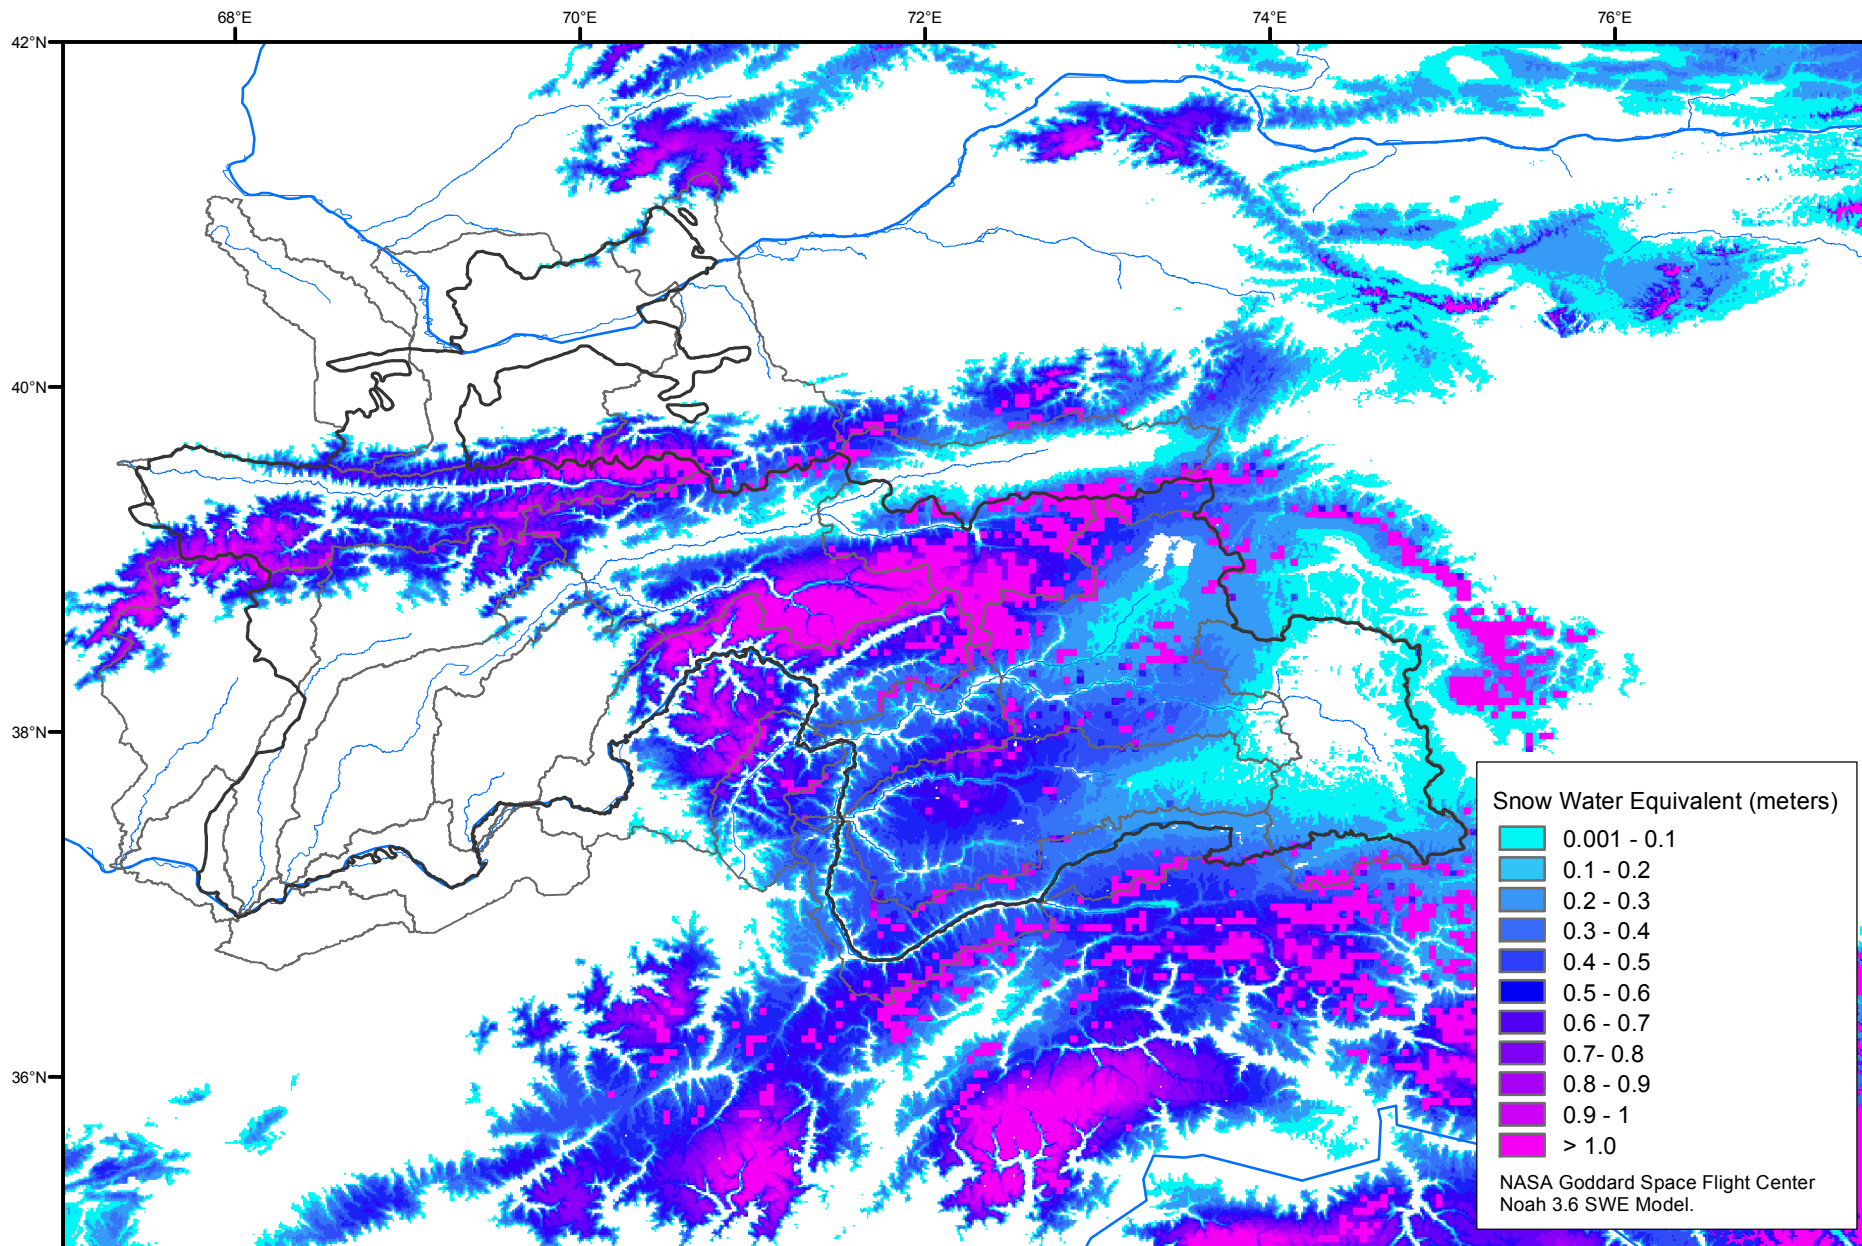 68°E
70°E
72°E
74°E
76°E
42°N
40°N
38°N
36°N
Snow Water Equivalent (meters)
0.001 - 0.1
0.1 - 0.2
0.2 - 0.3
0.3 - 0.4
0.4 - 0.5
0.5 - 0.6
0.6 - 0.7
0.7- 0.8
0.8 - 0.9
0.9 - 1
> 1.0
NASA Goddard Space Flight Center
Noah 3.6 SWE Model.